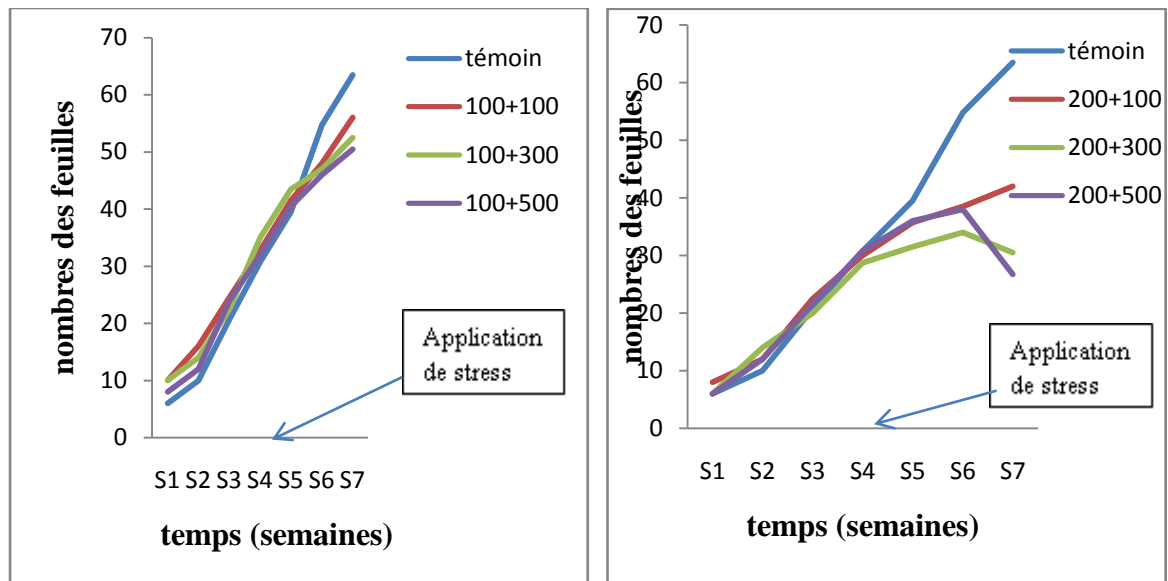 70
60
50
40
30
20
10
0
nombres des feuilles
témoin
100+100
100+300
100+500
Application
de stress
S1 S2 S3 S4 S5 S6 S7
temps (semaines)
70
60
50
40
30
20
10
0
nombres des feuilles
témoin
200+100
200+300
200+500
Application
de stress
S1 S2 S3 S4 S5 S6 S7
temps (semaines)